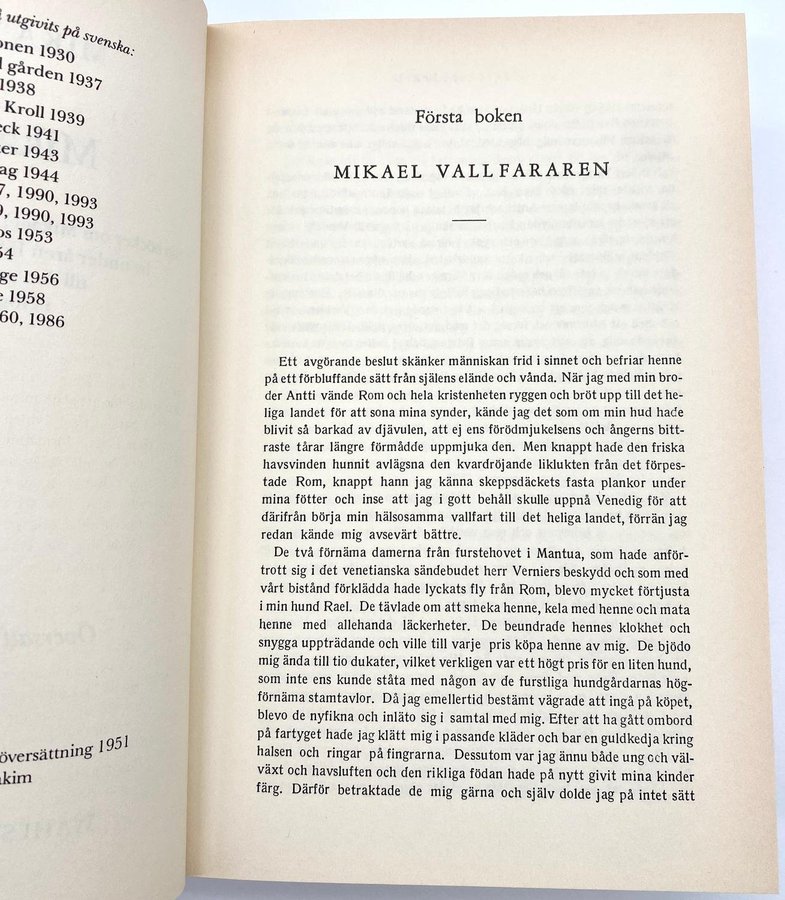 utgivits på svenska:
onen 1930
gården 1937
1938
Kroll 1939
eck 1941
er 1943
ag 1944
7, 1990, 1993
9, 1990, 1993
os 1953
54
ge 1956
e 1958
60, 1986
översättning 1951
akim
Första boken
MIKAEL VALLFARAREN
Ett avgörande beslut skänker människan frid i sinnet och befriar henne
på ett förbluffande sätt från själens elände och vånda. När jag med min bro-
der Antti vände Rom och hela kristenheten ryggen och bröt upp till det he-
liga landet för att sona mina synder, kände jag det som om min hud hade
blivit så barkad av djävulen, att ej ens förödmjukelsens och ångerns bitt-
raste tårar längre förmådde uppmjuka den. Men knappt hade den friska
havsvinden hunnit avlägsna den kvardröjande liklukten från det förpes-
tade Rom, knappt hann jag känna skeppsdäckets fasta plankor under
mina fötter och inse att jag i gott behåll skulle uppnå Venedig för att
därifrån börja min hälsosamma vallfart till det heliga landet, förrän jag
redan kände mig avsevärt bättre.
De två förnäma damerna från furstehovet i Mantua, som hade anför-
trott sig i det venetianska sändebudet herr Verniers beskydd och som med
vårt bistånd förklädda hade lyckats fly från Rom, blevo mycket förtjusta
i min hund Rael. De tävlade om att smeka henne, kela med henne och mata
henne med allehanda läckerheter. De beundrade hennes klokhet och
snygga uppträdande och ville till varje pris köpa henne av mig. De bjödo
mig ända till tio dukater, vilket verkligen var ett högt pris för en liten hund,
som inte ens kunde ståta med någon av de furstliga hundgårdarnas hög-
förnäma stamtavlor. Då jag emellertid bestämt vägrade att ingå på köpet,
blevo de nyfikna och inläto sig i samtal med mig. Efter att ha gått ombord
på fartyget hade jag klätt mig i passande kläder och bar en guldkedja kring
halsen och ringar på fingrarna. Dessutom var jag ännu både ung och väl-
växt och havsluften och den rikliga födan hade på nytt givit mina kinder
färg. Därför betraktade de mig gärna och själv dolde jag på intet sätt